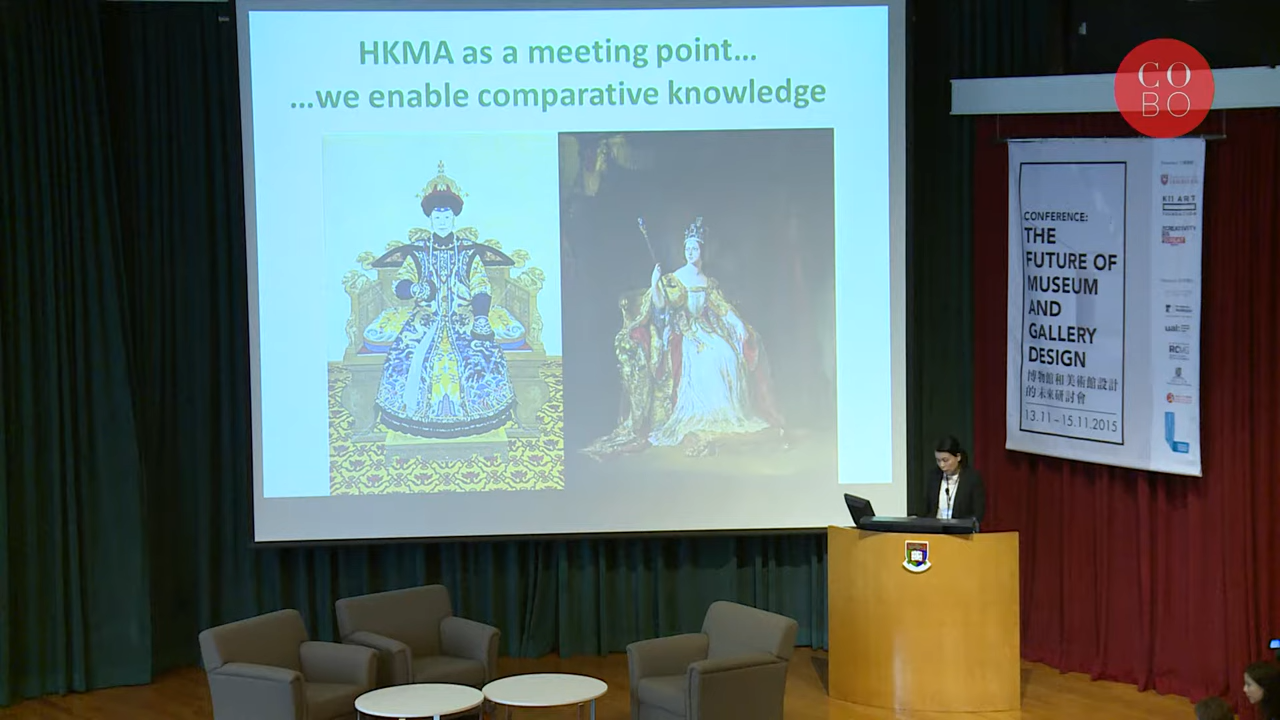 HKMA as a meeting point...
...we enable comparative knowledge
CO
BO
CONFERENCE:
THE
FUTURE OF
MUSEUM
AND
GALLERY
DESIGN
博物館和美術館設計
的未來研討會
13.11 – 15.11.2015